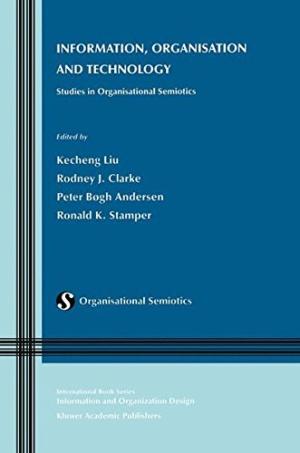 INFORMATION, ORGANISATION
AND TECHNOLOGY
Studies in Organisational Semiotics
Edited by
Kecheng Liu
Rodney J. Clarke
Peter Bøgh Andersen
Ronald K. Stamper
S Organisational Semiotics
International Book Series
Information and Organization Design
Kluwer Academic Publishers